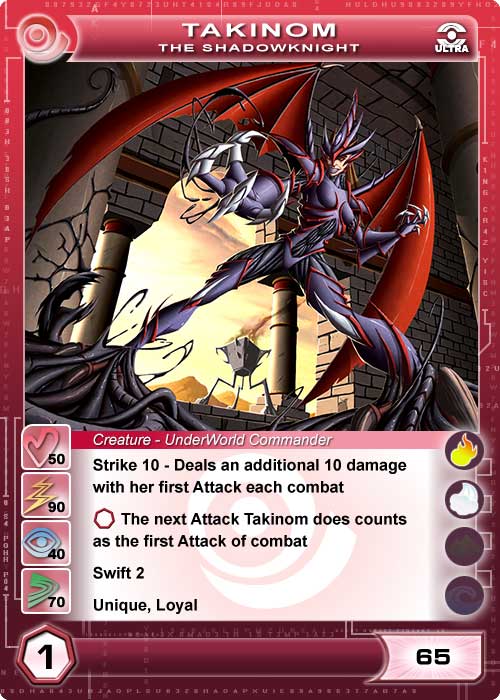 TAKINOM
THE SHADOWKNIGHT
ULTRA
Creature - UnderWorld Commander
50
Strike 10 - Deals an additional 10 damage
with her first Attack each combat
90
The next Attack Takinom does counts
as the first Attack of combat
40
Swift 2
70
Unique, Loyal
1
65